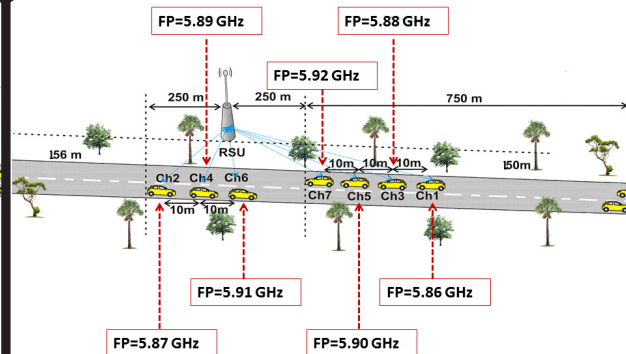 FP=5.89 GHz
FP=5.88 GHz
FP=5.92 GHz
250 m
250 m
750 m
RSU
156 m
10m
10m
10m
150m
Ch2
Ch4
Ch6
Ch7
Ch5
Ch3
Ch1
10m
10m
FP=5.91 GHz
FP=5.86 GHz
FP=5.87 GHz
FP=5.90 GHz